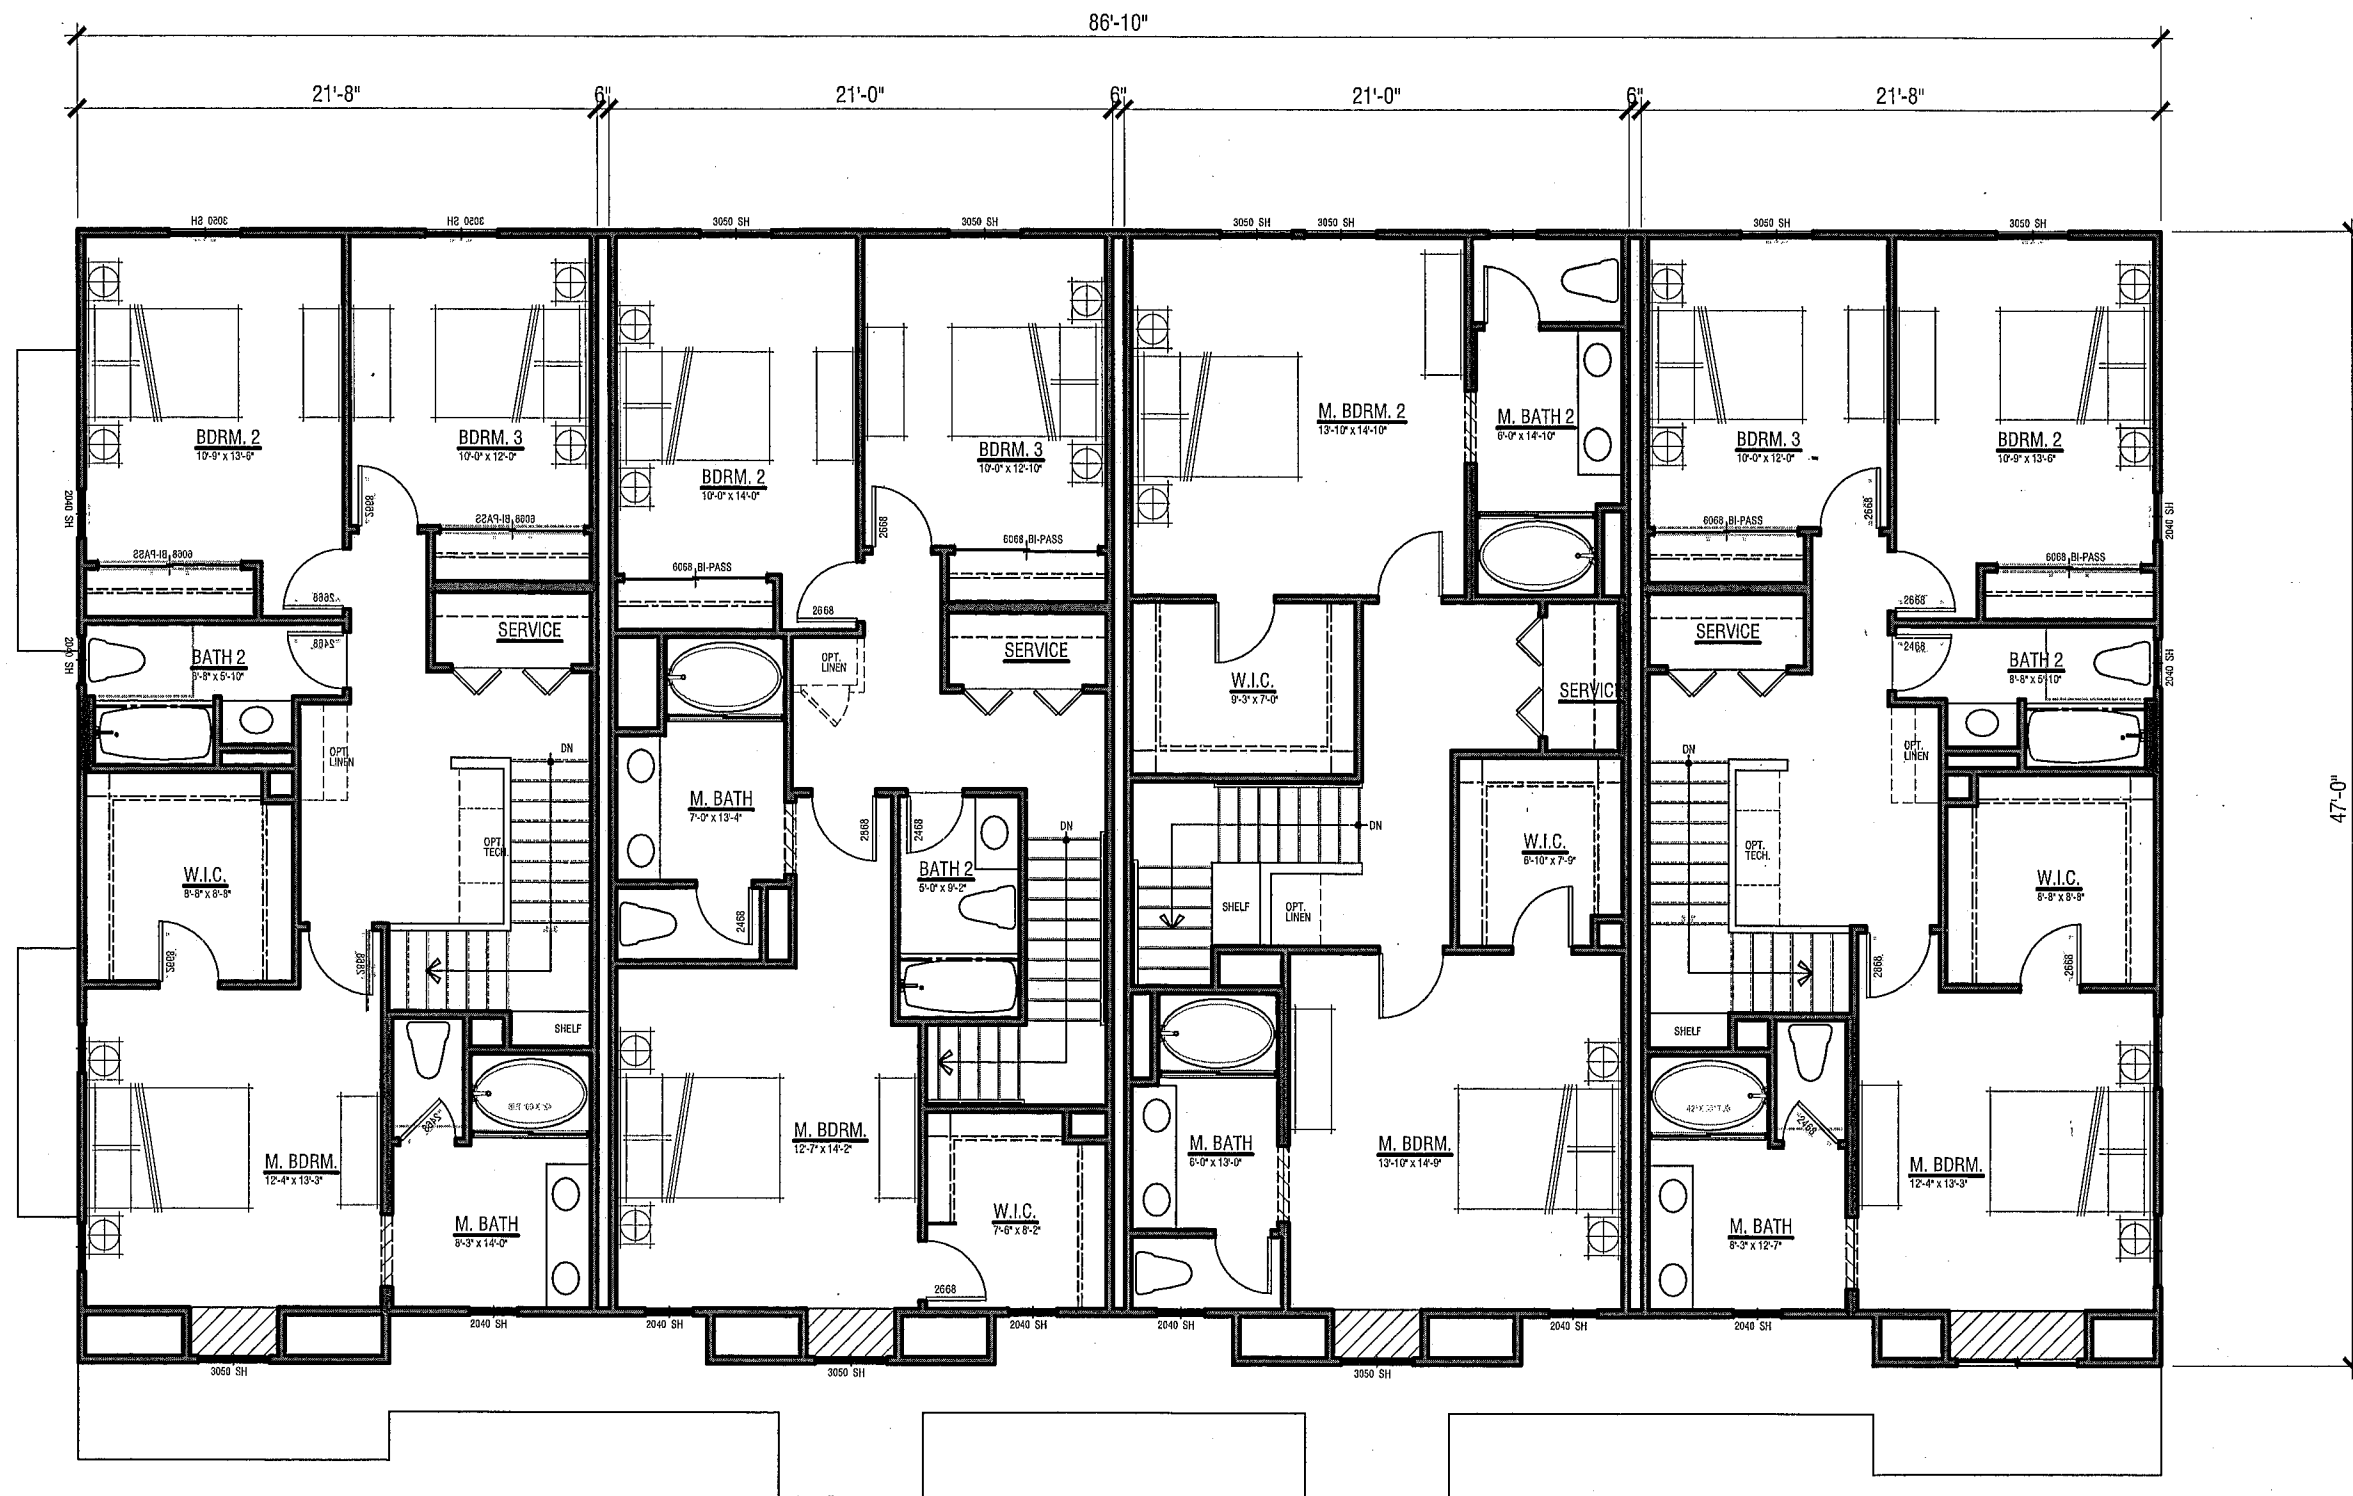 86'-10"
21'-8"
6"
21'-0"
6"
21'-0"
6"
21'-8"
3050 SH
3050 SH
3050 SH
3050 SH
3050 SH
3050 SH
3050 SH
3050 SH
BDRM. 2
10'-9" x 13'-6"
BDRM. 3
10'-0" x 12'-0"
BDRM. 2
10'-0" x 14'-0"
BDRM. 3
10'-0" x 12'-10"
M. BDRM. 2
13'-10" x 14'-10"
M. BATH 2
6'-0" x 14'-10"
BDRM. 3
10'-0" x 12'-0"
BDRM. 2
10'-9" x 13'-6"
2040 SH
2668
6068 BI-PASS
6068 BI-PASS
2668
2668
6068 BI-PASS
6068 BI-PASS
2668
6068 BI-PASS
2668
6068 BI-PASS
2668
2040 SH
2040 SH
BATH 2
8'-8" x 5'-10"
2468
SERVICE
OPT.
LINEN
SERVICE
W.I.C.
9'-3" x 7'-0"
SERVICE
SERVICE
2468
BATH 2
8'-8" x 5'-10"
2040 SH
OPT.
LINEN
DN
OPT.
TECH.
W.I.C.
8'-8" x 8'-8"
2668
2868
M. BATH
7'-0" x 13'-4"
2868
2468
BATH 2
5'-0" x 9'-2"
2468
DN
DN
SHELF
OPT.
LINEN
W.I.C.
6'-10" x 7'-9"
DN
OPT.
TECH.
OPT.
LINEN
W.I.C.
8'-8" x 8'-8"
2868
2668
47'-0"
SHELF
2468
M. BDRM.
12'-4" x 13'-3"
M. BATH
8'-3" x 14'-0"
M. BDRM.
12'-7" x 14'-2"
W.I.C.
7'-6" x 8'-2"
2668
M. BATH
6'-0" x 13'-0"
M. BDRM.
13'-10" x 14'-9"
SHELF
2468
M. BATH
8'-3" x 12'-7"
M. BDRM.
12'-4" x 13'-3"
2040 SH
2040 SH
2040 SH
2040 SH
2040 SH
2040 SH
3050 SH
3050 SH
3050 SH